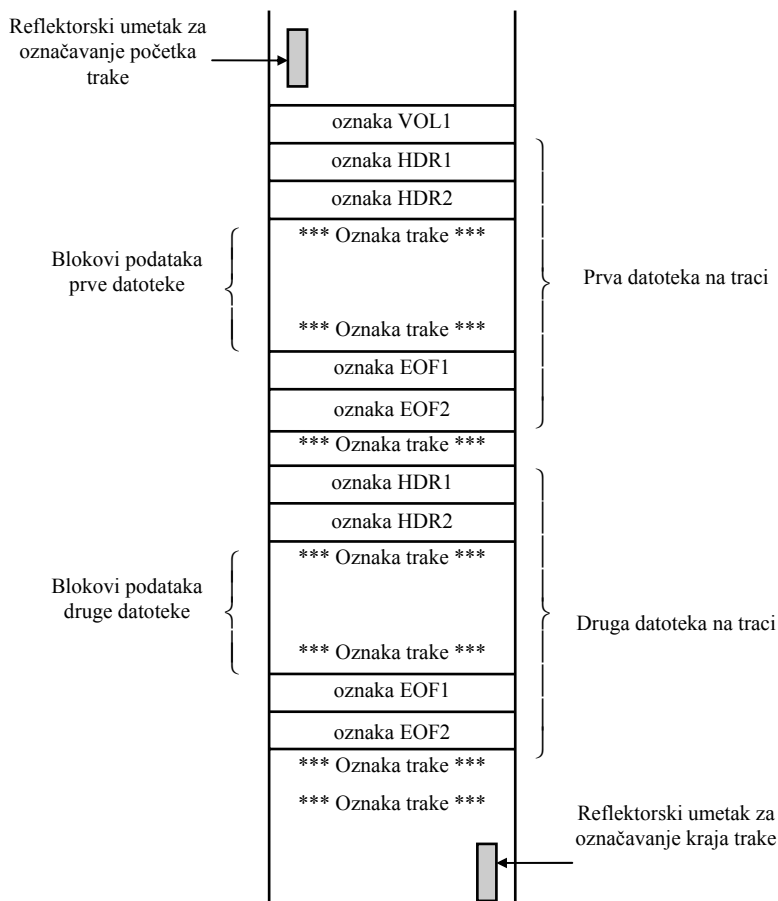 Reflektorski umetak za
označavanje početka
trake
oznaka VOL1
oznaka HDR1
oznaka HDR2
*** Oznaka trake ***
Blokovi podataka
prve datoteke
Prva datoteka na traci
*** Oznaka trake ***
oznaka EOF1
oznaka EOF2
*** Oznaka trake ***
oznaka HDR1
oznaka HDR2
*** Oznaka trake ***
Blokovi podataka
druge datoteke
Druga datoteka na traci
*** Oznaka trake ***
oznaka EOF1
oznaka EOF2
*** Oznaka trake ***
*** Oznaka trake ***
Reflektorski umetak za
označavanje kraja trake